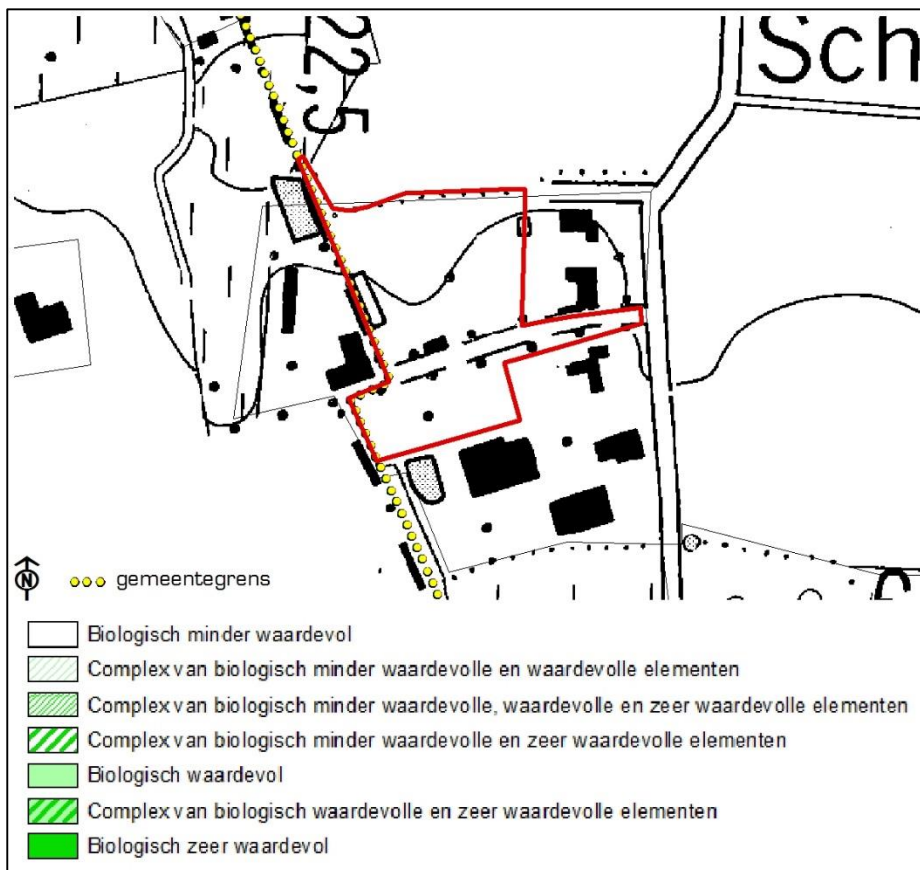 Sch
22,5
N
gemeentegrens
Biologisch minder waardevol
Complex van biologisch minder waardevolle en waardevolle elementen
Complex van biologisch minder waardevolle, waardevolle en zeer waardevolle elementen
Complex van biologisch minder waardevolle en zeer waardevolle elementen
Biologisch waardevol
Complex van biologisch waardevolle en zeer waardevolle elementen
Biologisch zeer waardevol